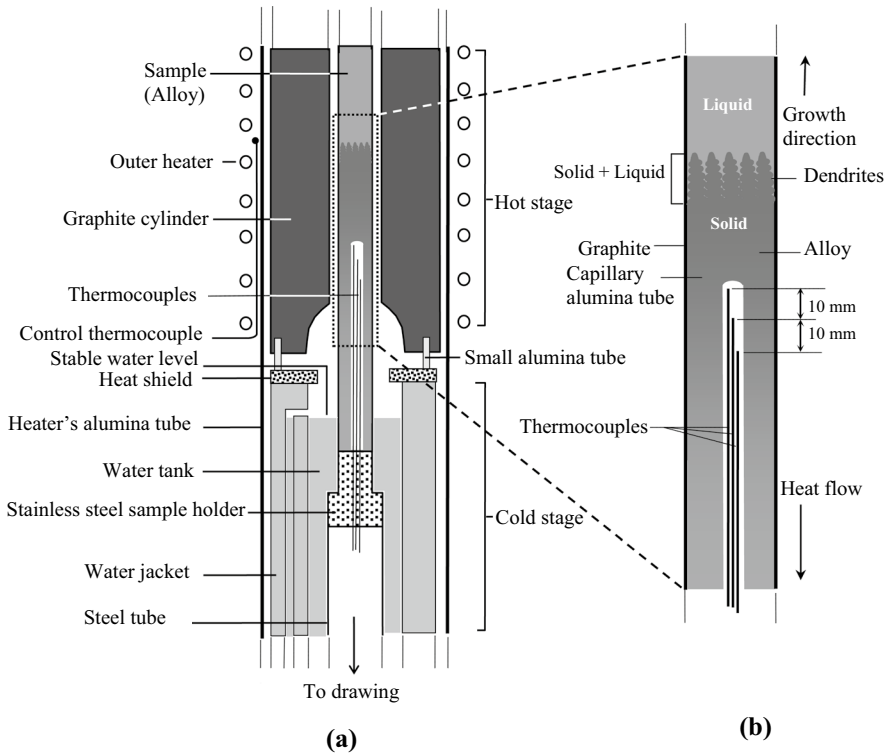 Sample
(Alloy)
Outer heater
Graphite cylinder
Thermocouples
Control thermocouple
Stable water level
Heat shield
Heater's alumina tube
Water tank
Stainless steel sample holder
Water jacket
Steel tube
To drawing
Hot stage
Small alumina tube
Cold stage
(a)
Liquid
Growth
direction
Solid + Liquid
Dendrites
Solid
Graphite
Alloy
Capillary
alumina tube
10 mm
10 mm
Thermocouples
Heat flow
(b)